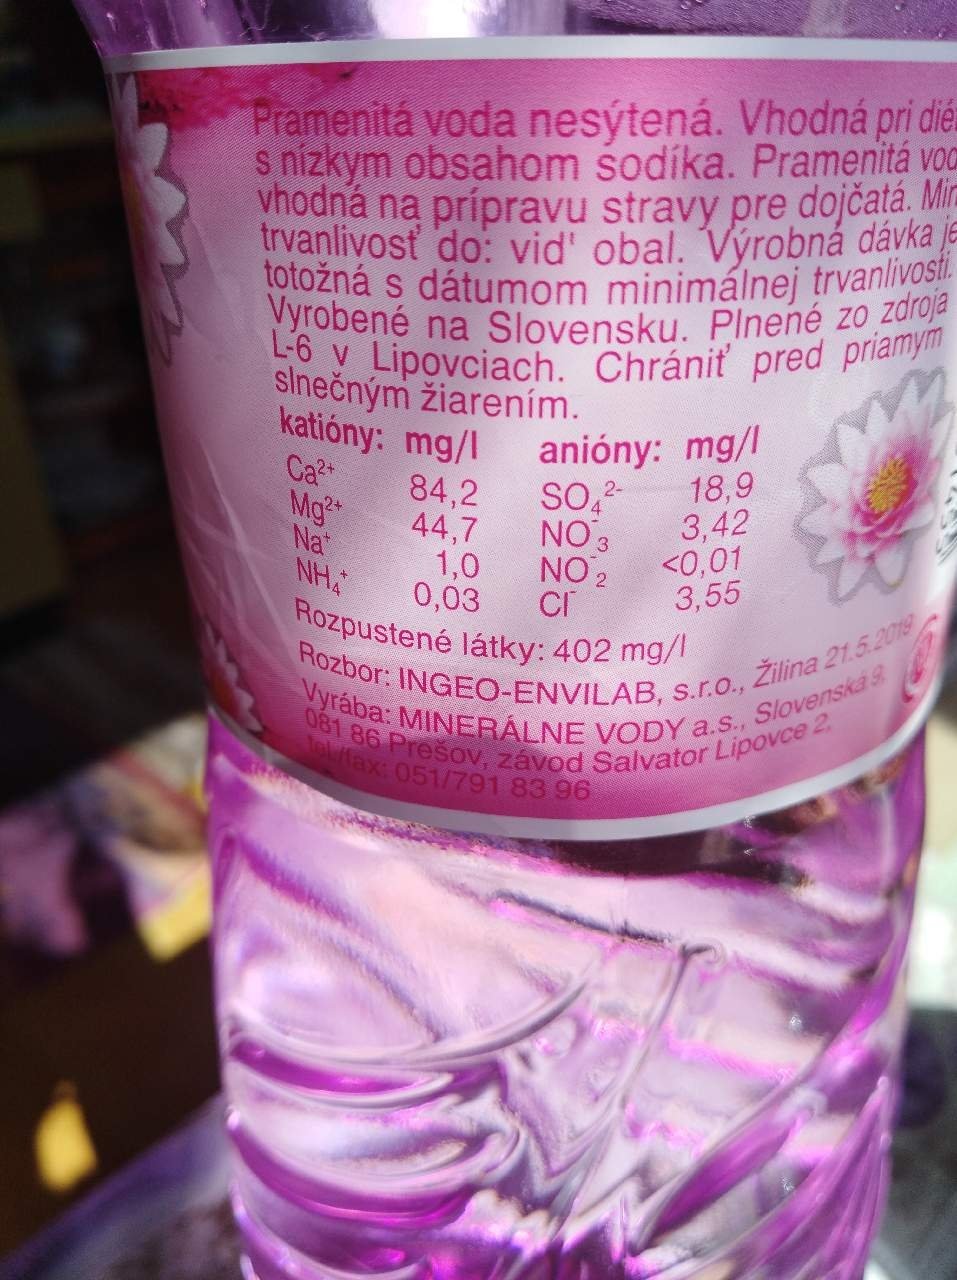 Pramenitá voda nesýtená. Vhodná pri
s nízkym obsahom sodíka. Pramenitá
vhodná na prípravu stravy pre dojčatá.
trvanlivosť do: viď' obal. Výrobná dávka je
totožná s dátumom minimálnej trvanlivosti.
Vyrobené na Slovensku. Plnené zo zdroja
L-6 v Lipovciach. Chrániť pred priamym
slnečným žiarením.
katióny: mg/l anióny: mg/l
Ca²⁺ 84,2 SO₄²⁻ 18,9
Mg²⁺ 44,7 NO₃⁻ 3,42
Na⁺ 1,0 NO₂⁻ <0,01
NH₄⁺ 0,03 Cl⁻ 3,55
Rozpustené látky: 402 mg/l
Rozbor: INGEO-ENVILAB, s.r.o., Žilina 21.5.2019
Vyrába: MINERÁLNE VODY a.s., Slovenská 9,
081 86 Prešov, závod Salvator Lipovce 2,
tel./fax: 051/791 83 96